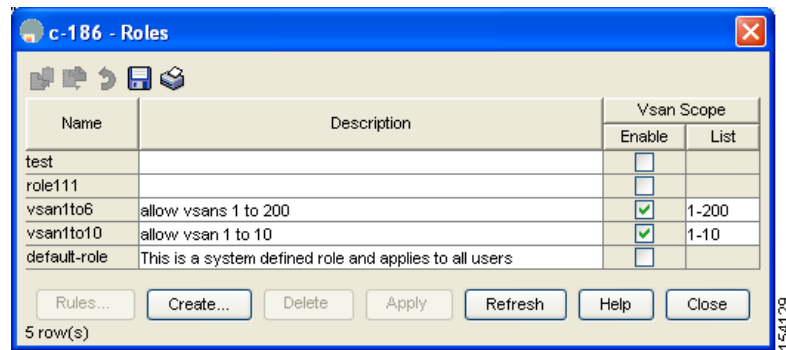 c-186 - Roles
Name Description Vsan Scope
Enable List
test
role111
vsan1to6 allow vsans 1 to 200 1-200
vsan1to10 allow vsan 1 to 10 1-10
default-role This is a system defined role and applies to all users
Rules... Create... Delete Apply Refresh Help Close
5 row(s)
154129